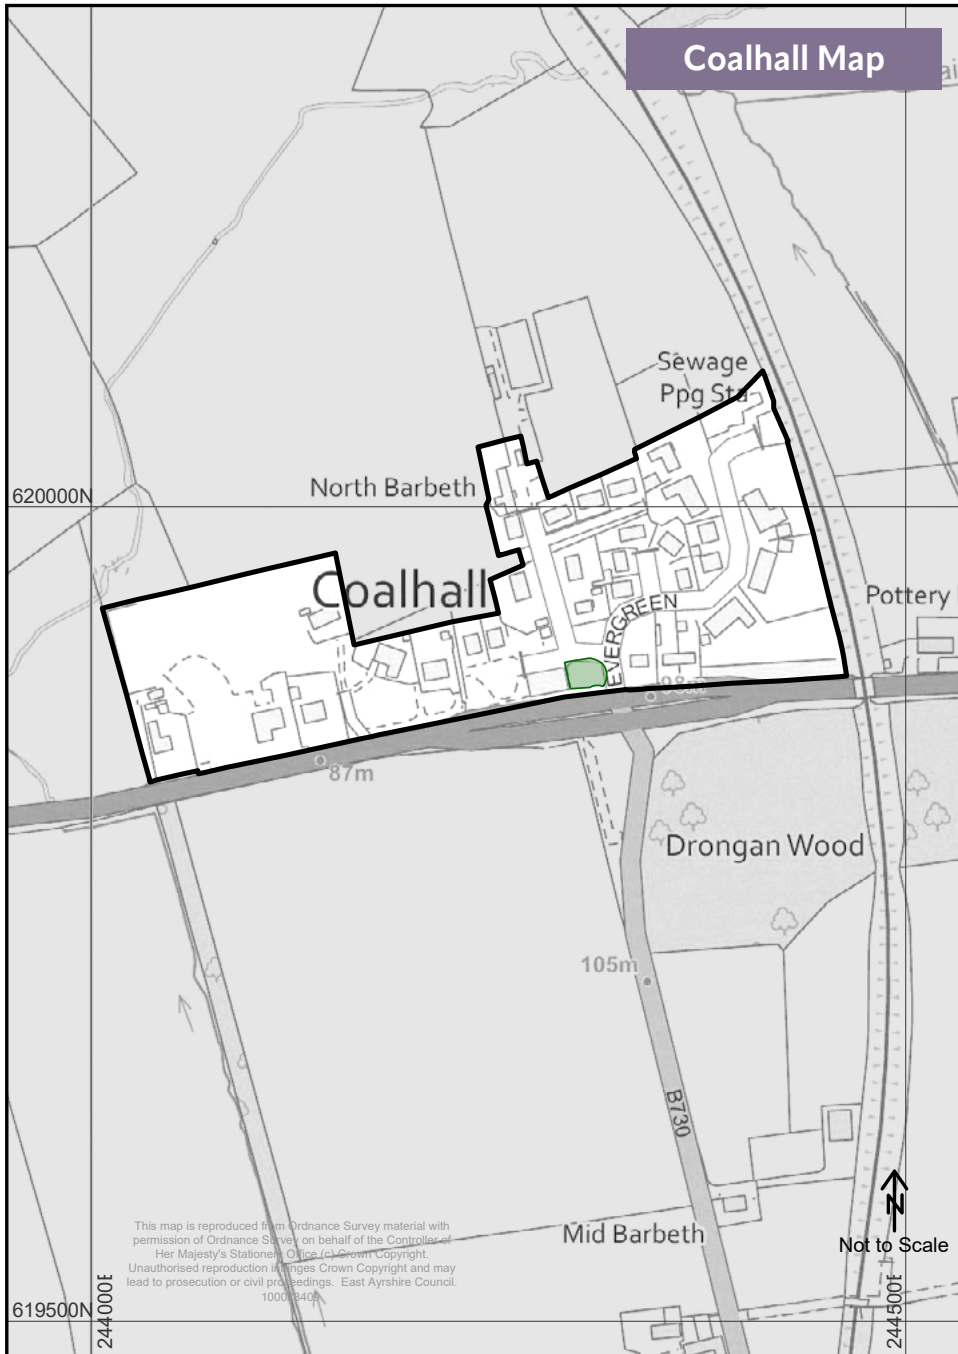 Coalhall Map
Sewage
Ppg Sta
620000N
North Barbeth
Coalhall
EVERGREEN
Pottery
98m
87m
Drongan Wood
105m
B730
Mid Barbeth
N
Not to Scale
This map is reproduced from Ordnance Survey material with
permission of Ordnance Survey on behalf of the Controller of
Her Majesty's Stationery Office (c) Crown Copyright.
Unauthorised reproduction infringes Crown Copyright and may
lead to prosecution or civil proceedings. East Ayrshire Council.
619500N
244000E
244500E